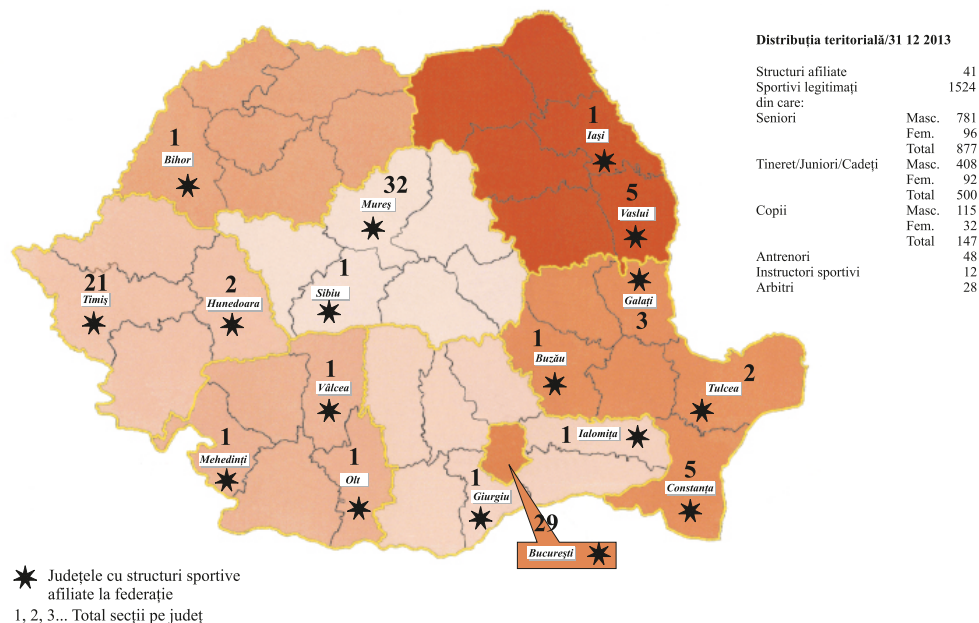 Distribuția teritorială/31 12 2013
Structuri afiliate 41
Sportivi legitimați 1524
din care:
Seniori Masc. 781
Fem. 96
Total 877
Tineret/Juniori/Cadeți Masc. 408
Fem. 92
Total 500
Copii Masc. 115
Fem. 32
Total 147
Antrenori 48
Instructori sportivi 12
Arbitri 28
1
Iași
1
Bihor
32
Mureș
5
Vaslui
1
Sibiu
21
Timiș
2
Hunedoara
Galați
3
1
Buzău
2
Tulcea
1
Vâlcea
1 Ialomița
1
Mehedinți
1
Olt
1
Giurgiu
5
Constanța
29
București
Județele cu structuri sportive
afiliate la federație
1, 2, 3... Total secții pe județ